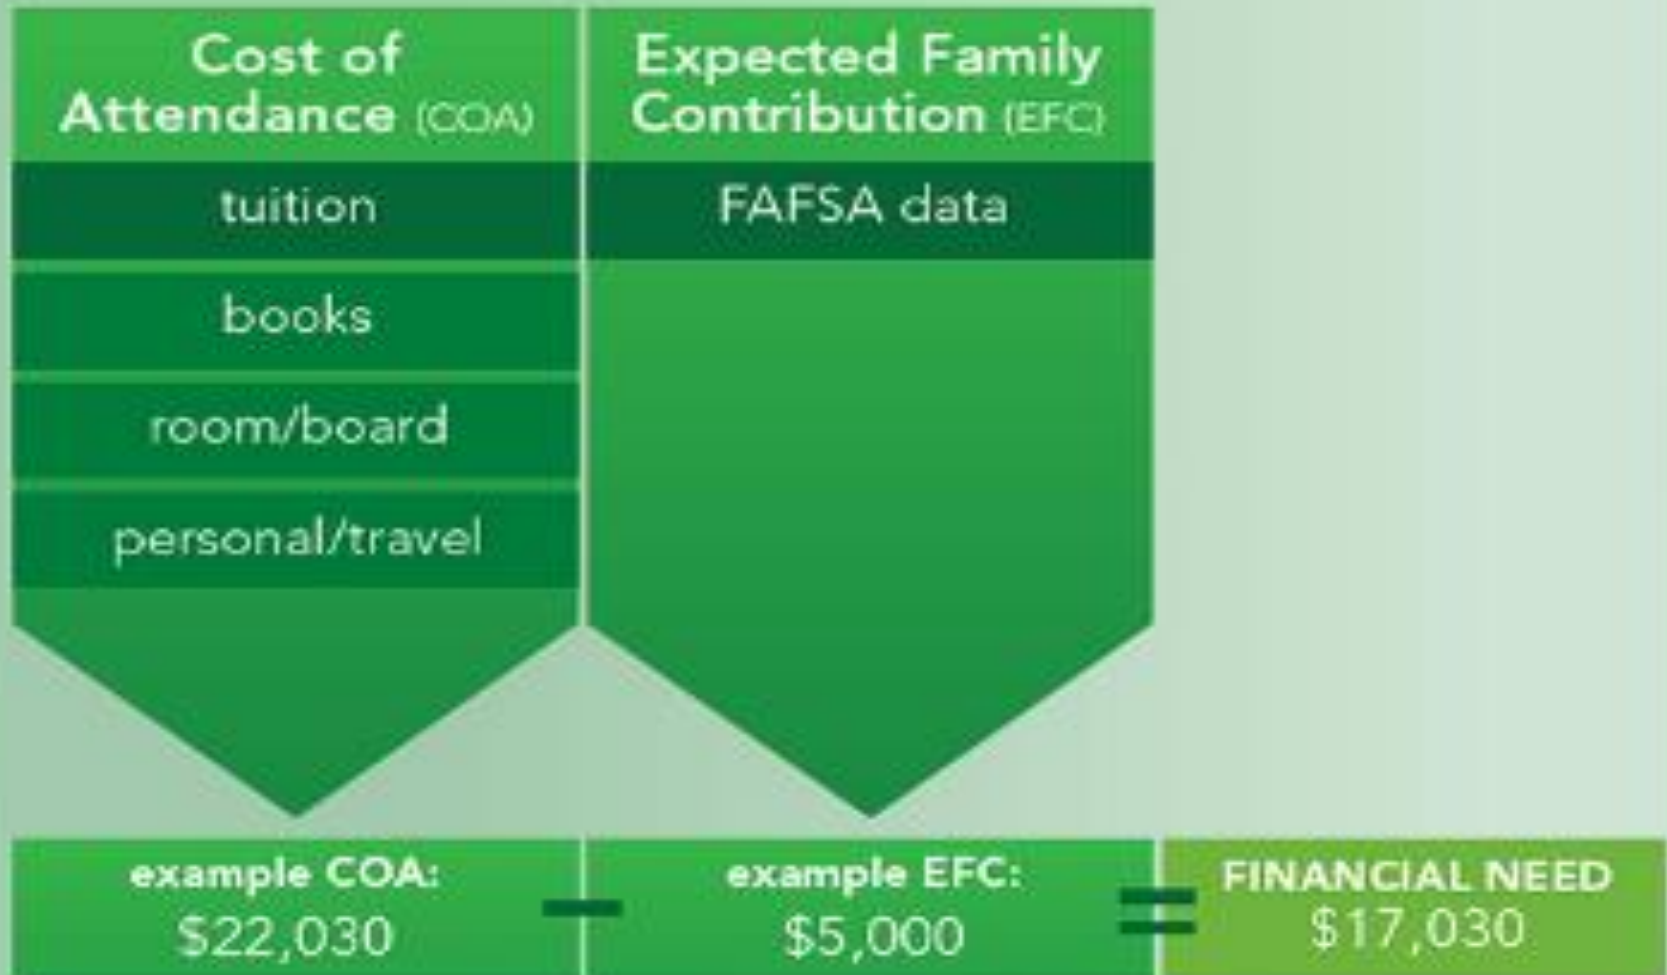 Cost of
Attendance (COA)
tuition
books
room/board
personal/travel
Expected Family
Contribution (EFC)
FAFSA data
example COA:
$22,030
–
example EFC:
$5,000
=
FINANCIAL NEED
$17,030